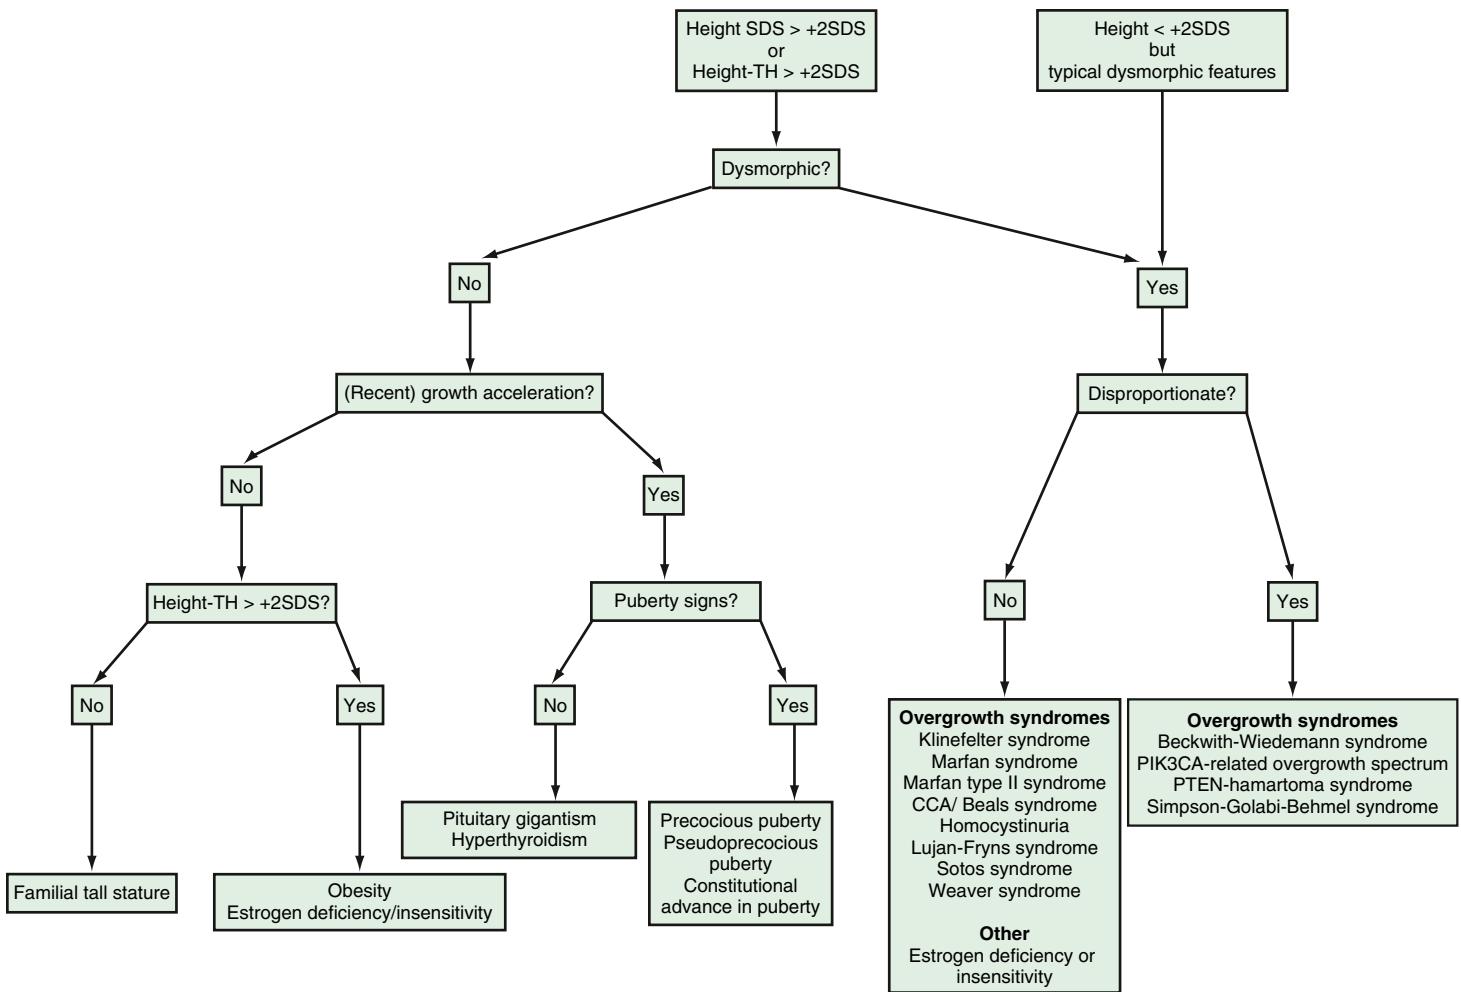 Height SDS > +2SDS
or
Height-TH > +2SDS
Height < +2SDS
but
typical dysmorphic features
Dysmorphic?
No
Yes
(Recent) growth acceleration?
Disproportionate?
No
Yes
Height-TH > +2SDS?
Puberty signs?
No
Yes
No
Yes
No
Yes
Familial tall stature
Obesity
Estrogen deficiency/insensitivity
Pituitary gigantism
Hyperthyroidism
Precocious puberty
Pseudoprecocious
puberty
Constitutional
advance in puberty
Overgrowth syndromes
Klinefelter syndrome
Marfan syndrome
Marfan type II syndrome
CCA/ Beals syndrome
Homocystinuria
Lujan-Fryns syndrome
Sotos syndrome
Weaver syndrome
Other
Estrogen deficiency or
insensitivity
Overgrowth syndromes
Beckwith-Wiedemann syndrome
PIK3CA-related overgrowth spectrum
PTEN-hamartoma syndrome
Simpson-Golabi-Behmel syndrome